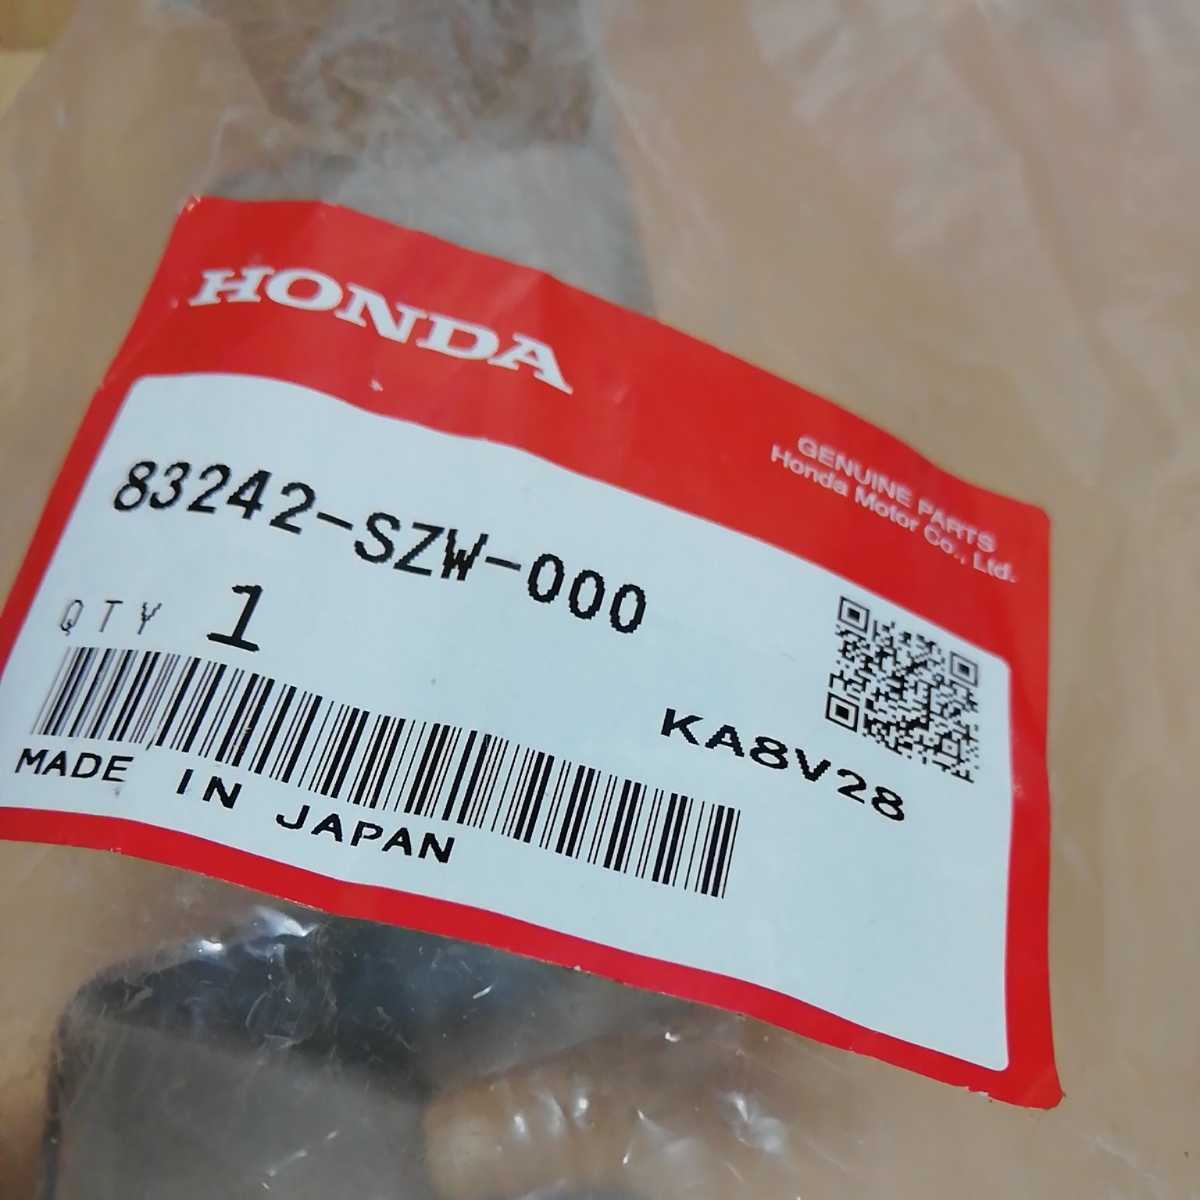 HONDA
GENUINE PARTS
Honda Motor Co., Ltd.
83242-SZW-000
QTY 1
KA8V28
MADE IN JAPAN